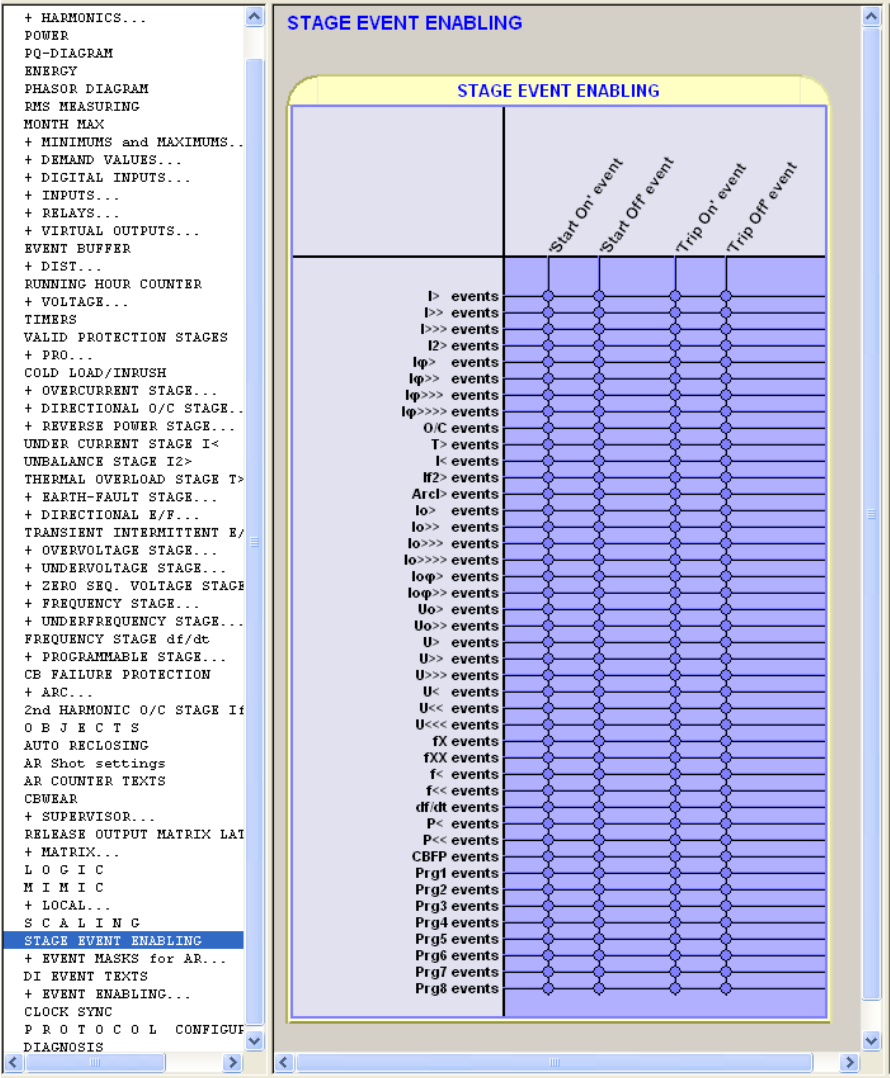 + HARMONICS...
POWER
PQ-DIAGRAM
ENERGY
PHASOR DIAGRAM
RMS MEASURING
MONTH MAX
+ MINIMUMS and MAXIMUMS..
+ DEMAND VALUES...
+ DIGITAL INPUTS...
+ INPUTS...
+ RELAYS...
+ VIRTUAL OUTPUTS...
EVENT BUFFER
+ DIST...
RUNNING HOUR COUNTER
+ VOLTAGE...
TIMERS
VALID PROTECTION STAGES
+ PRO...
COLD LOAD/INRUSH
+ OVERCURRENT STAGE...
+ DIRECTIONAL O/C STAGE..
+ REVERSE POWER STAGE...
UNDER CURRENT STAGE I<
UNBALANCE STAGE I2>
THERMAL OVERLOAD STAGE T>
+ EARTH-FAULT STAGE...
+ DIRECTIONAL E/F...
TRANSIENT INTERMITTENT E/
+ OVERVOLTAGE STAGE...
+ UNDERVOLTAGE STAGE...
+ ZERO SEQ. VOLTAGE STAGE
+ FREQUENCY STAGE...
+ UNDERFREQUENCY STAGE...
FREQUENCY STAGE df/dt
+ PROGRAMMABLE STAGE...
CB FAILURE PROTECTION
+ ARC...
2nd HARMONIC O/C STAGE If
O B J E C T S
AUTO RECLOSING
AR Shot settings
AR COUNTER TEXTS
CBWEAR
+ SUPERVISOR...
RELEASE OUTPUT MATRIX LAT
+ MATRIX...
L O G I C
M I M I C
+ LOCAL...
S C A L I N G
STAGE EVENT ENABLING
+ EVENT MASKS for AR...
DI EVENT TEXTS
+ EVENT ENABLING...
CLOCK SYNC
P R O T O C O L  CONFIGUR
DIAGNOSIS
STAGE EVENT ENABLING
STAGE EVENT ENABLING
'Start On' event
'Start Off' event
'Trip On' event
'Trip Off' event
I> events
I>> events
I>>> events
I2> events
Iφ> events
Iφ>> events
Iφ>>> events
Iφ>>>> events
O/C events
T> events
I< events
If2> events
ArcI> events
Io> events
Io>> events
Io>>> events
Io>>>> events
Ioφ> events
Ioφ>> events
Uo> events
Uo>> events
U> events
U>> events
U>>> events
U< events
U<< events
U<<< events
fX events
fXX events
f< events
f<< events
df/dt events
P< events
P<< events
CBFP events
Prg1 events
Prg2 events
Prg3 events
Prg4 events
Prg5 events
Prg6 events
Prg7 events
Prg8 events